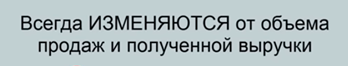 Всегда ИЗМЕНЯЮТСЯ от объема
продаж и полученной выручки